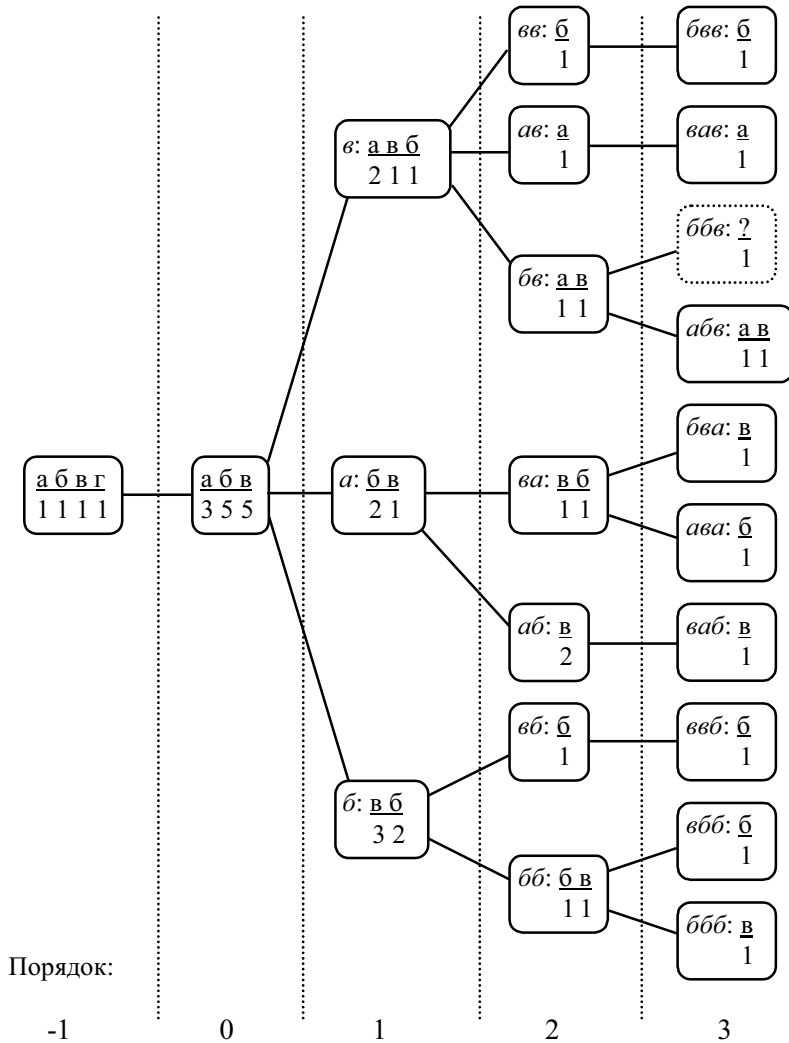 вв: б
1
бвв: б
1
ав: а
1
вав: а
1
в: а в б
2 1 1
ббв: ?
1
бв: а в
1 1
абв: а в
1 1
бва: в
1
а б в г
1 1 1 1
а б в
3 5 5
а: б в
2 1
ва: в б
1 1
ава: б
1
аб: в
2
ваб: в
1
вб: б
1
ввб: б
1
б: в б
3 2
вбб: б
1
бб: б в
1 1
ббб: в
1
Порядок:
-1 0 1 2 3